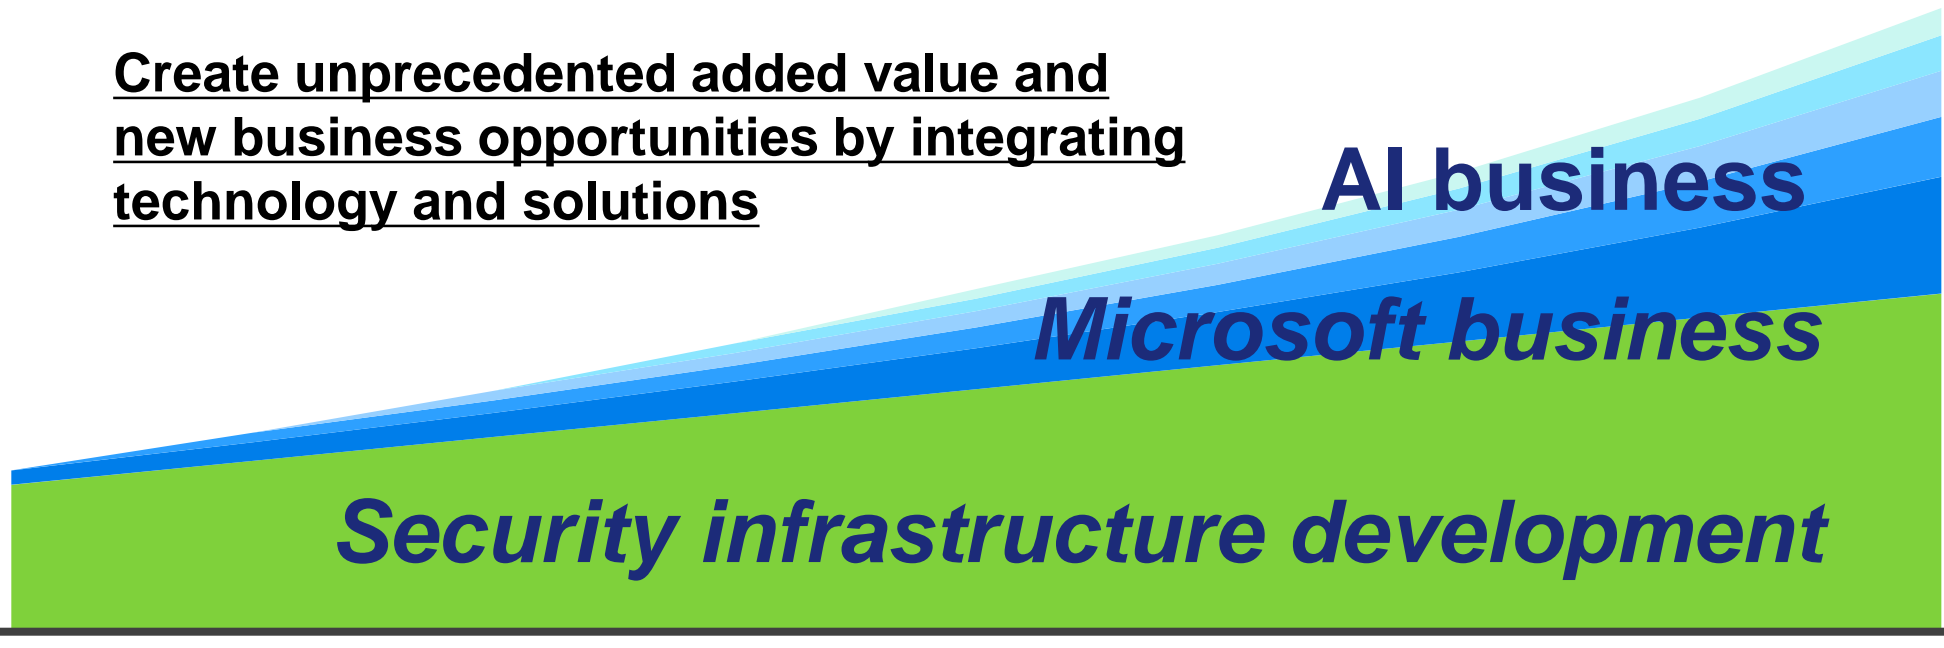 Create unprecedented added value and
new business opportunities by integrating
technology and solutions
AI business
Microsoft business
Security infrastructure development